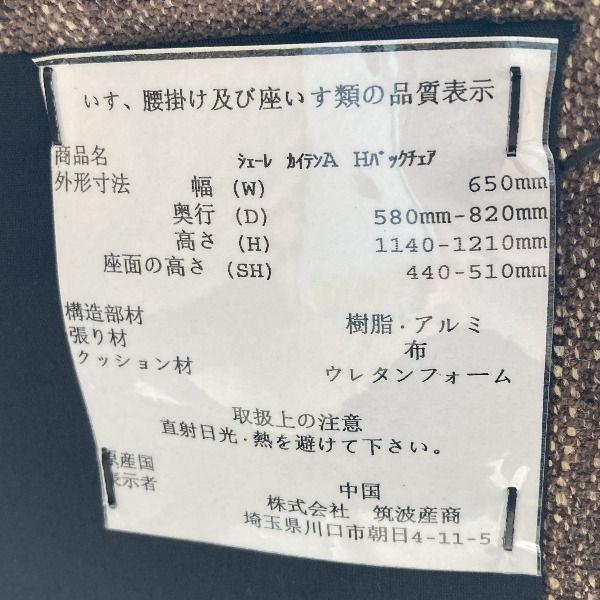 いす、腰掛け及び座いす類の品質表示
商品名 ｼｪｰﾚ ｶｲﾃﾝA Hﾊﾞｯｸﾁｪｱ
外形寸法 幅 (W) 650mm
奥行 (D) 580mm-820mm
高さ (H) 1140-1210mm
座面の高さ (SH) 440-510mm
構造部材 樹脂・アルミ
張り材 布
クッション材 ウレタンフォーム
取扱上の注意
直射日光・熱を避けて下さい。
原産国 中国
表示者 株式会社 筑波産商
埼玉県川口市朝日4-11-5